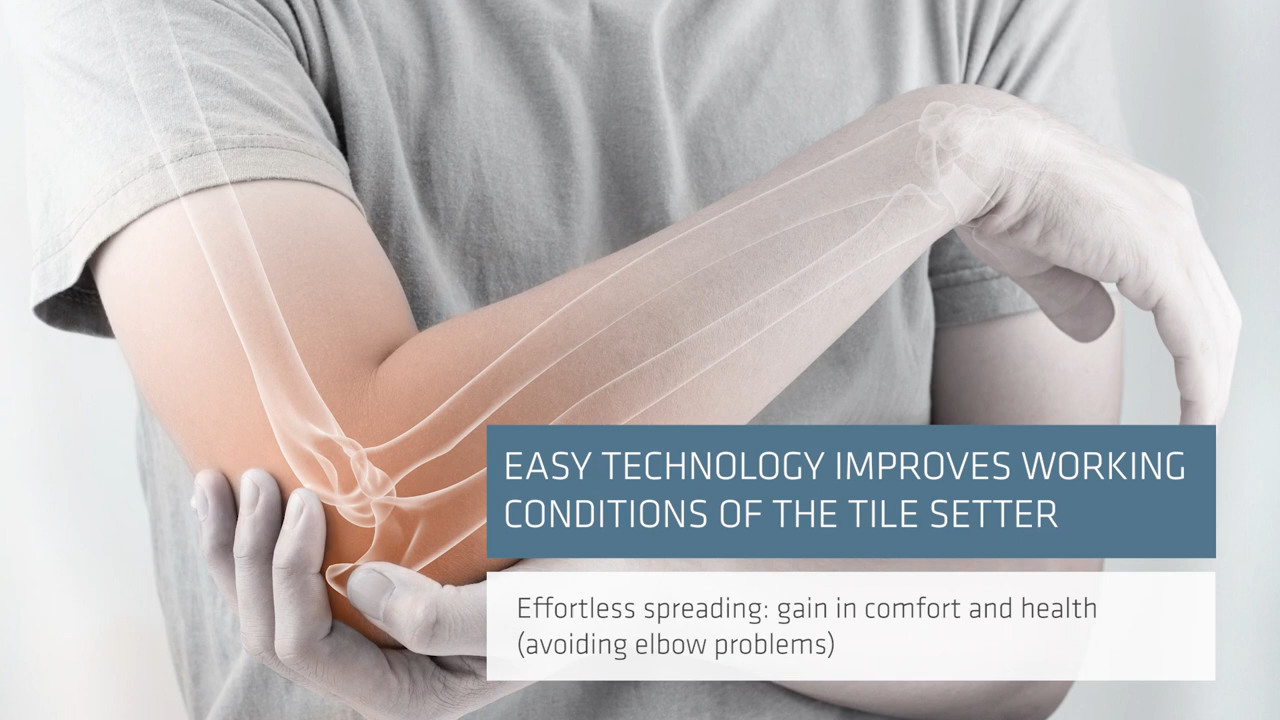 EASY TECHNOLOGY IMPROVES WORKING
CONDITIONS OF THE TILE SETTER
Effortless spreading: gain in comfort and health
(avoiding elbow problems)